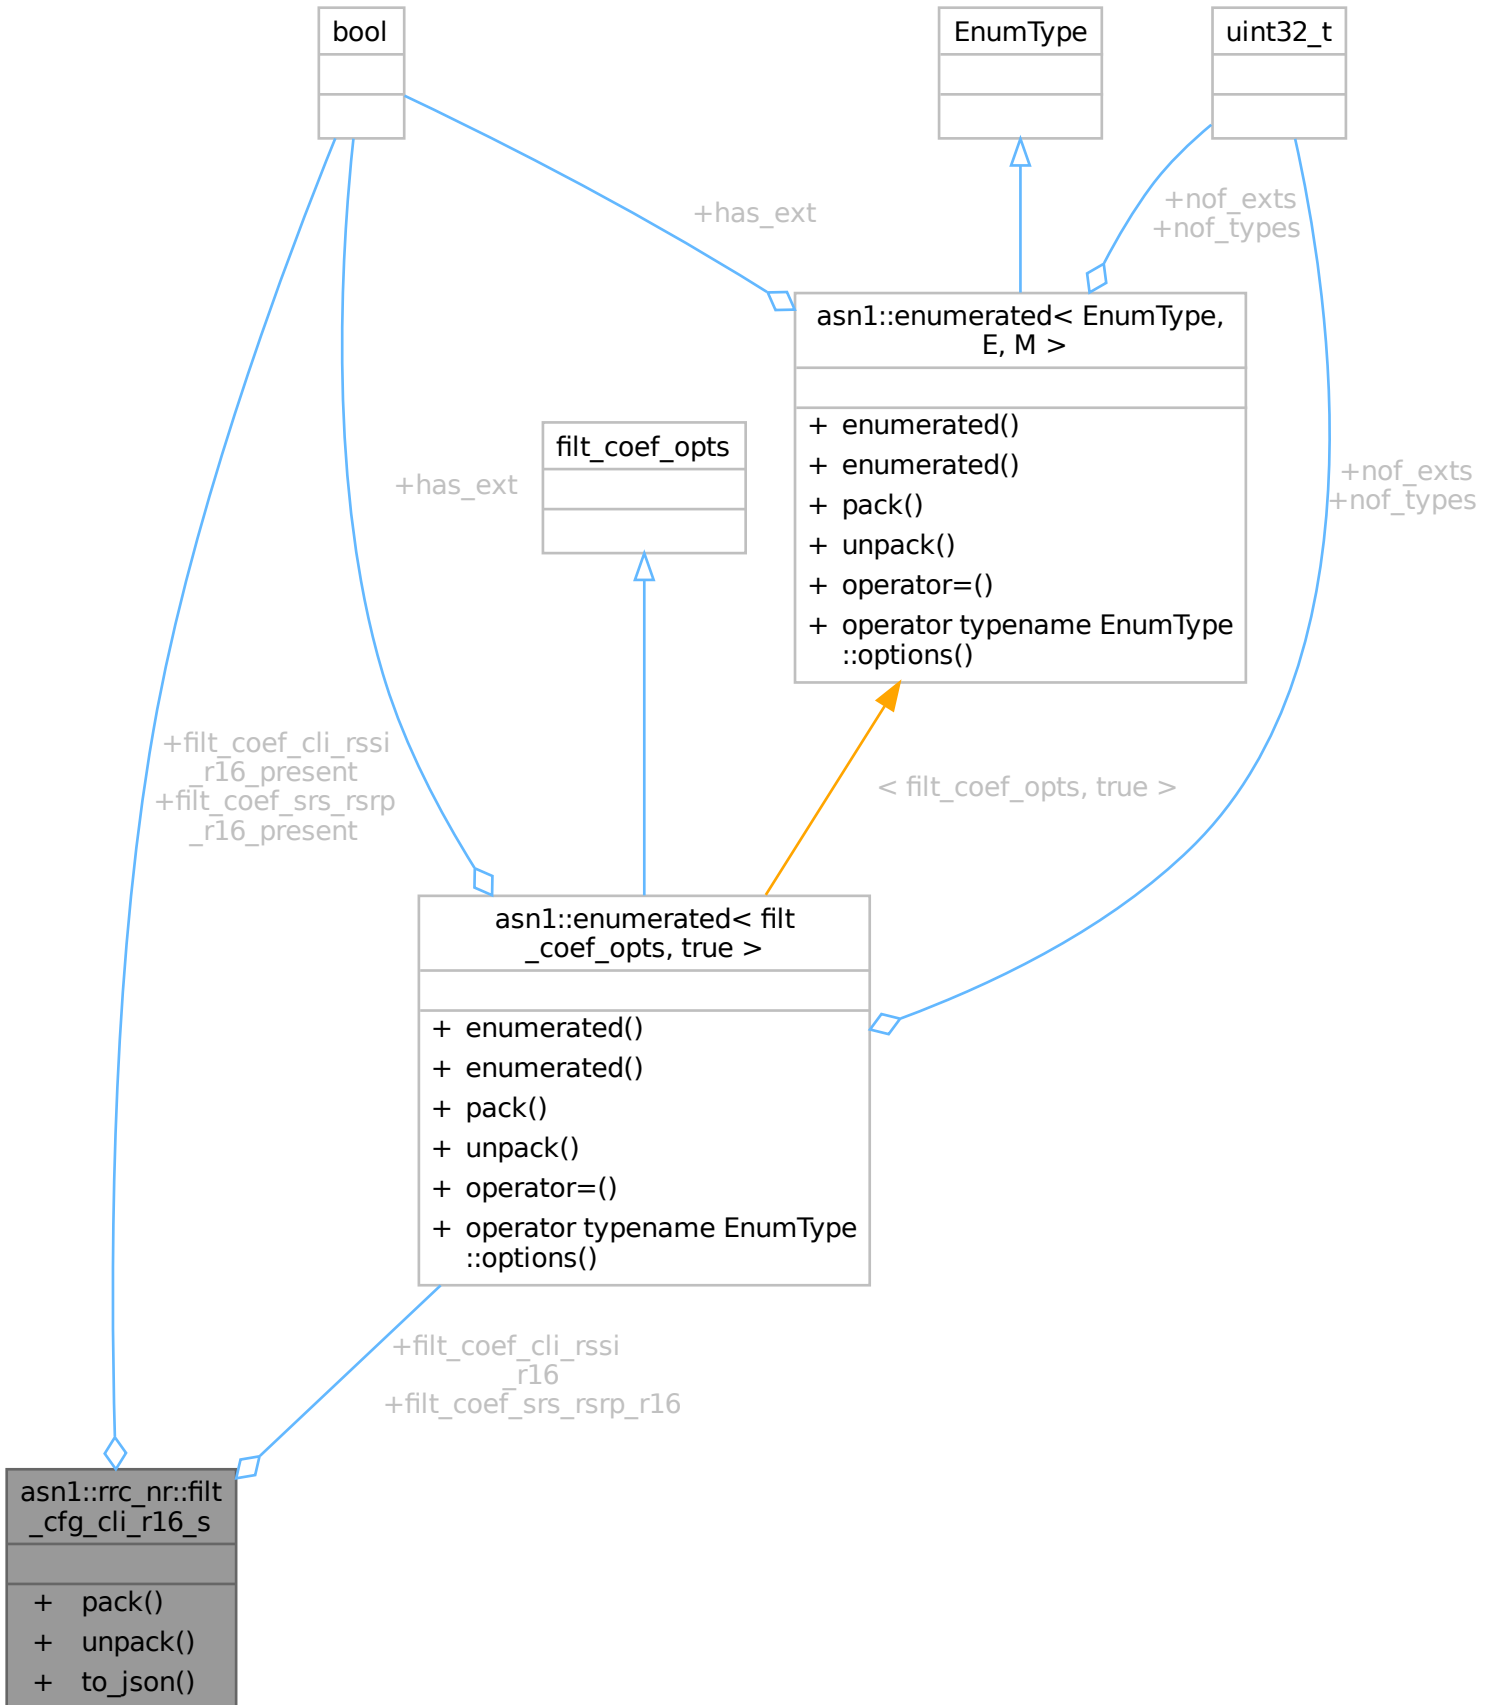 bool
EnumType
uint32_t
+has_ext
+nof_exts
+nof_types
asn1::enumerated< EnumType,
E, M >
+ enumerated()
+ enumerated()
+ pack()
+ unpack()
+ operator=()
+ operator typename EnumType
::options()
filt_coef_opts
+has_ext
+nof_exts
+nof_types
+filt_coef_cli_rssi
_r16_present
+filt_coef_srs_rsrp
_r16_present
< filt_coef_opts, true >
asn1::enumerated< filt
_coef_opts, true >
+ enumerated()
+ enumerated()
+ pack()
+ unpack()
+ operator=()
+ operator typename EnumType
::options()
+filt_coef_cli_rssi
_r16
+filt_coef_srs_rsrp_r16
asn1::rrc_nr::filt
_cfg_cli_r16_s
+ pack()
+ unpack()
+ to_json()